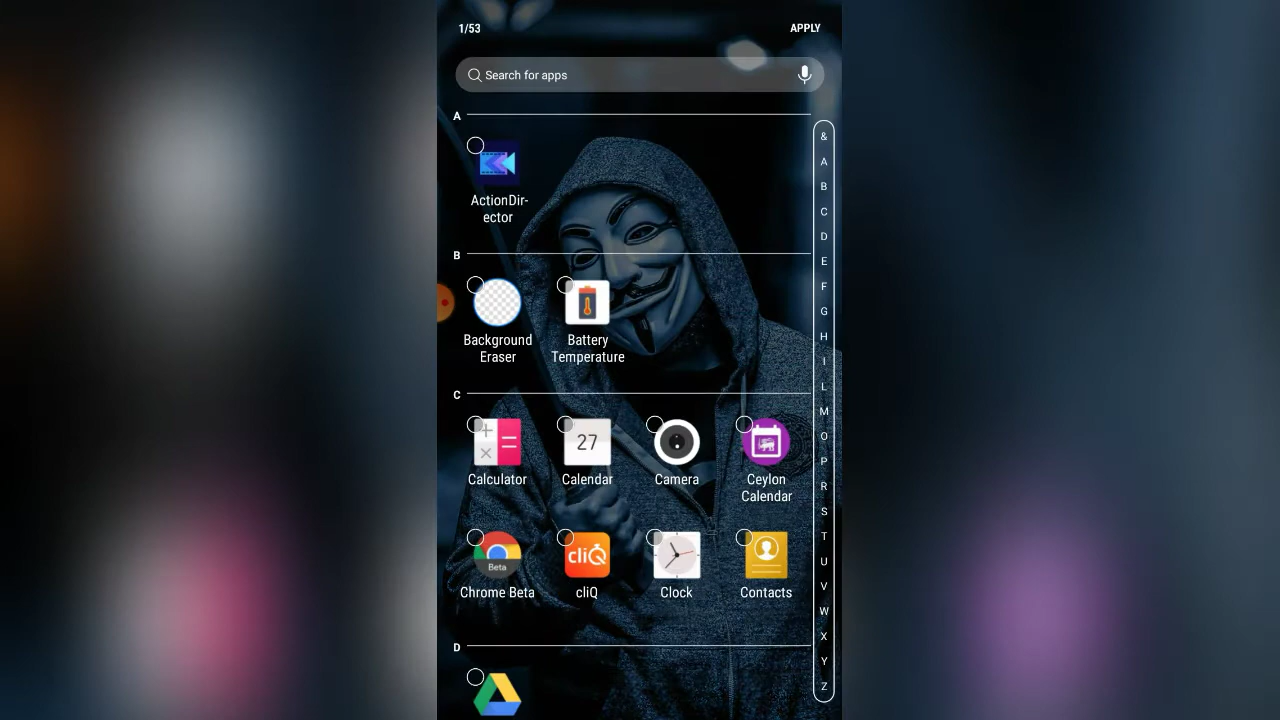 1/53
APPLY
Search for apps
A
ActionDir-
ector
B
Background
Eraser
Battery
Temperature
C
Calculator
27
Calendar
Camera
Ceylon
Calendar
Beta
Chrome Beta
cliQ
cliQ
Clock
Contacts
D
&
A
B
C
D
E
F
G
H
I
L
M
O
P
R
S
T
U
V
W
X
Y
Z